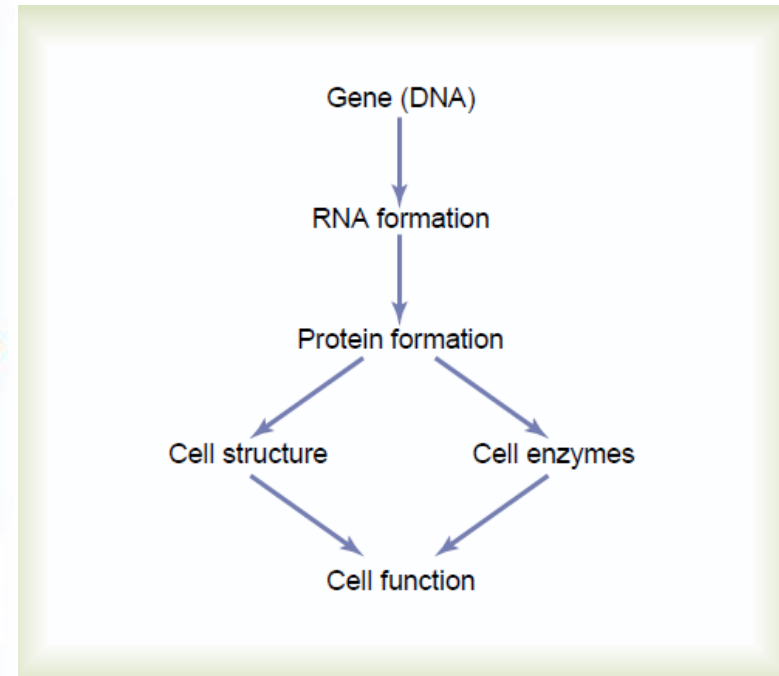 Gene (DNA)
RNA formation
Protein formation
Cell structure
Cell enzymes
Cell function